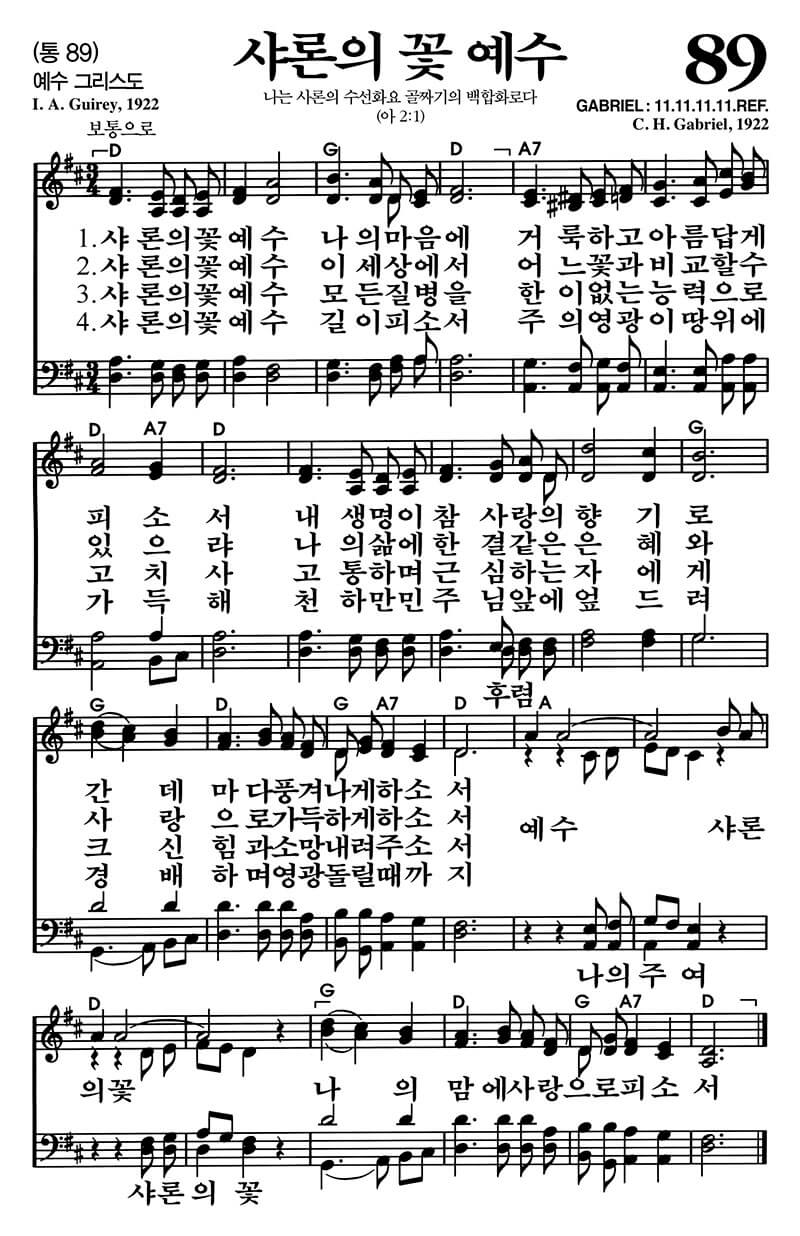 (통 89)
샤론의 꽃 예수
89
예수 그리스도
I. A. Guirey, 1922
나는 사론의 수선화요 골짜기의 백합화로다
(아 2:1)
GABRIEL : 11.11.11.11.REF.
C. H. Gabriel, 1922
보통으로
D G D A7
1.샤 론의꽃 예수 나 의마음에 거 룩하고아름답게
2.샤 론의꽃 예수 이 세상에서 어 느꽃과비교할수
3.샤 론의꽃 예수 모 든질병을 한 이없는능력으로
4.샤 론의꽃 예수 길 이피소서 주 의영광이땅위에
D A7 D G
피 소 서 내 생명이 참 사랑의 향 기 로
있 으 랴 나 의삶에 한 결같은 은 혜 와
고 치 사 고 통하며 근 심하는 자 에 게
가 득 해 천 하만민 주 님앞에 엎 드 려
후렴
G D G A7 D A
간 데 마 다풍겨나게하소 서
사 랑 으 로가득하게하소 서
크 신 힘 과소망내려주소 서
경 배 하 며영광돌릴때까 지
예수 샤론
나의 주 여
D G D G A7 D
의꽃 나 의 맘 에사랑으로피소 서
샤론 의 꽃